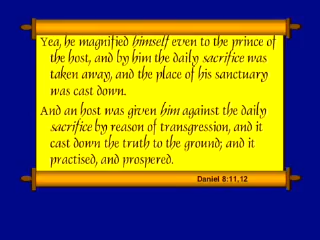 Yea, he magnified himself even to the prince of
the host, and by him the daily sacrifice was
taken away, and the place of his sanctuary
was cast down.
And an host was given him against the daily
sacrifice by reason of transgression, and it
cast down the truth to the ground; and it
practised, and prospered.
Daniel 8:11,12